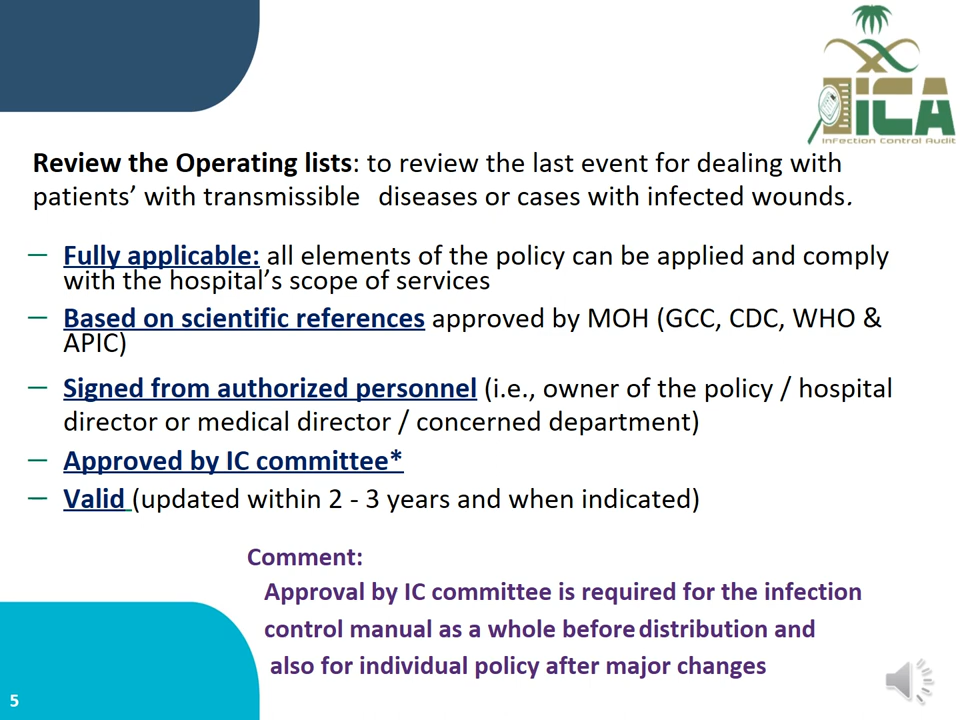 ICA
Infection Control Audit
Review the Operating lists: to review the last event for dealing with
patients’ with transmissible diseases or cases with infected wounds.
– Fully applicable: all elements of the policy can be applied and comply
with the hospital’s scope of services
– Based on scientific references approved by MOH (GCC, CDC, WHO &
APIC)
– Signed from authorized personnel (i.e., owner of the policy / hospital
director or medical director / concerned department)
– Approved by IC committee*
– Valid (updated within 2 - 3 years and when indicated)
Comment:
Approval by IC committee is required for the infection
control manual as a whole before distribution and
also for individual policy after major changes
5